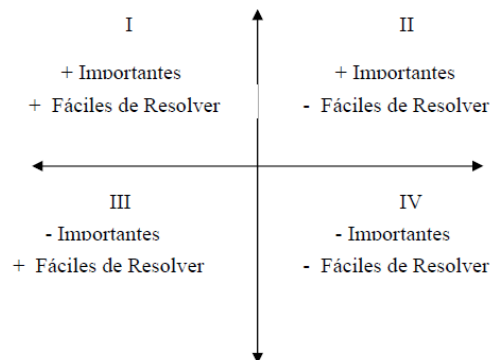 I
+ Importantes
+ Fáciles de Resolver
II
+ Importantes
- Fáciles de Resolver
III
- Importantes
+ Fáciles de Resolver
IV
- Importantes
- Fáciles de Resolver